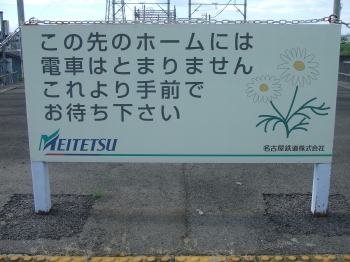 この先のホームには
電車はとまりません
これより手前で
お待ち下さい
MEITETSU
名古屋鉄道株式会社